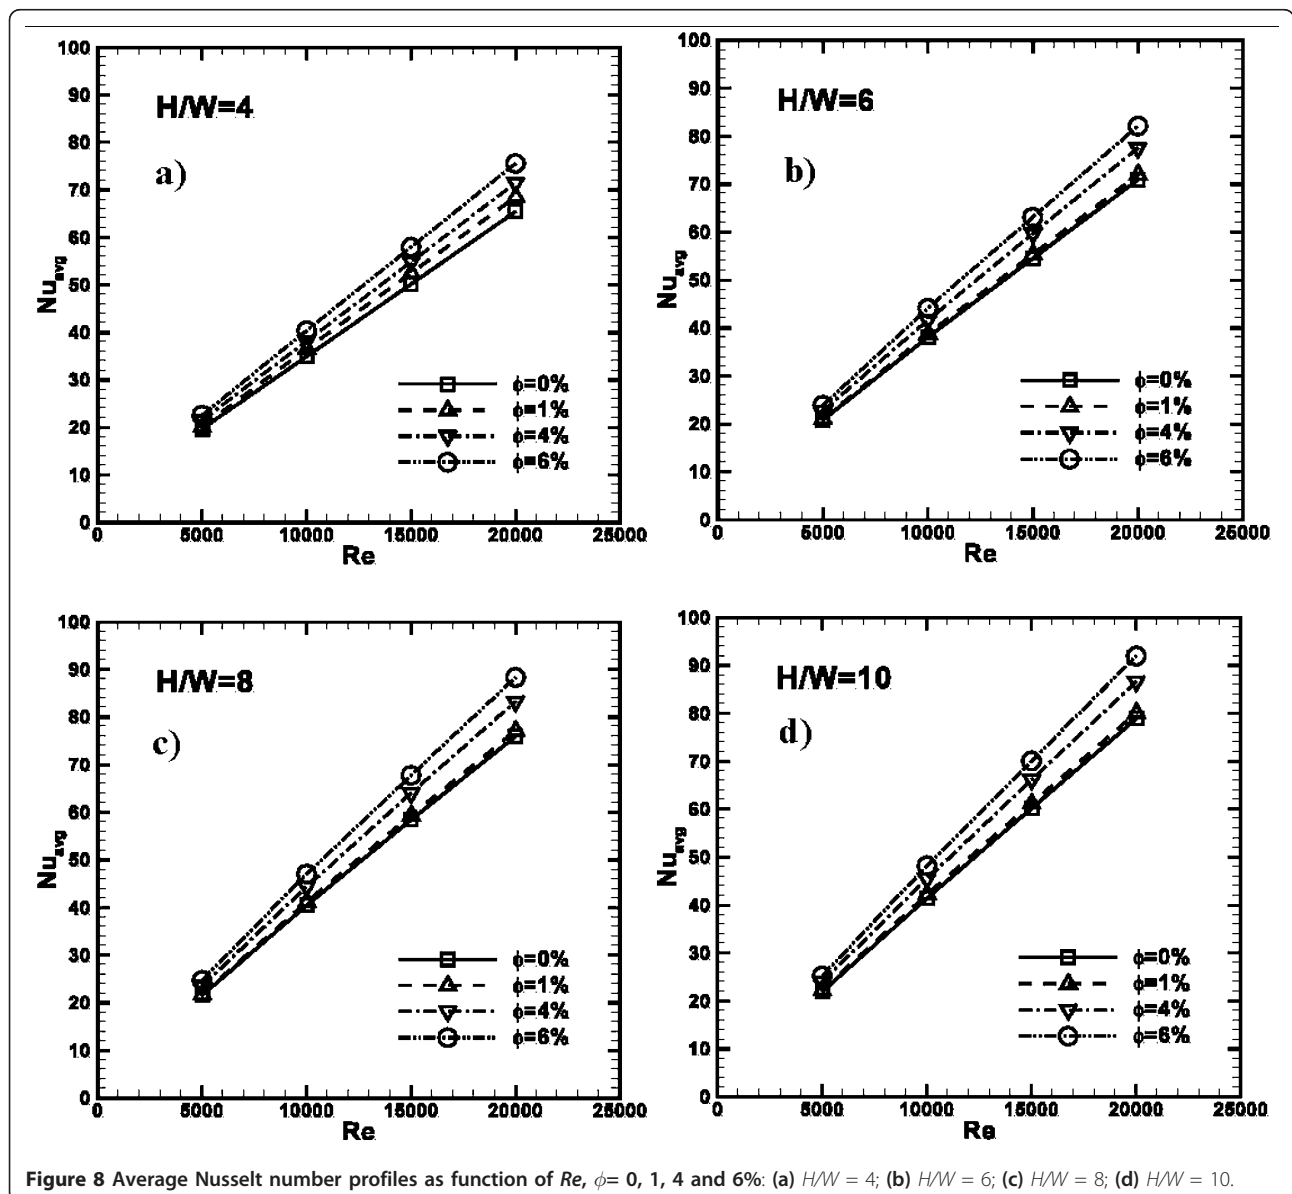 100
90
80
70
60
50
40
30
20
10
0
Nu_avg
H/W=4
a)
ϕ=0%
ϕ=1%
ϕ=4%
ϕ=6%
0 5000 10000 15000 20000 25000
Re
100
90
80
70
60
50
40
30
20
10
0
Nu_avg
H/W=6
b)
ϕ=0%
ϕ=1%
ϕ=4%
ϕ=6%
0 5000 10000 15000 20000 25000
Re
100
90
80
70
60
50
40
30
20
10
0
Nu_avg
H/W=8
c)
ϕ=0%
ϕ=1%
ϕ=4%
ϕ=6%
0 5000 10000 15000 20000 25000
Re
100
90
80
70
60
50
40
30
20
10
0
Nu_avg
H/W=10
d)
ϕ=0%
ϕ=1%
ϕ=4%
ϕ=6%
0 5000 10000 15000 20000 25000
Re
Figure 8 Average Nusselt number profiles as function of Re, ϕ= 0, 1, 4 and 6%: (a) H/W = 4; (b) H/W = 6; (c) H/W = 8; (d) H/W = 10.